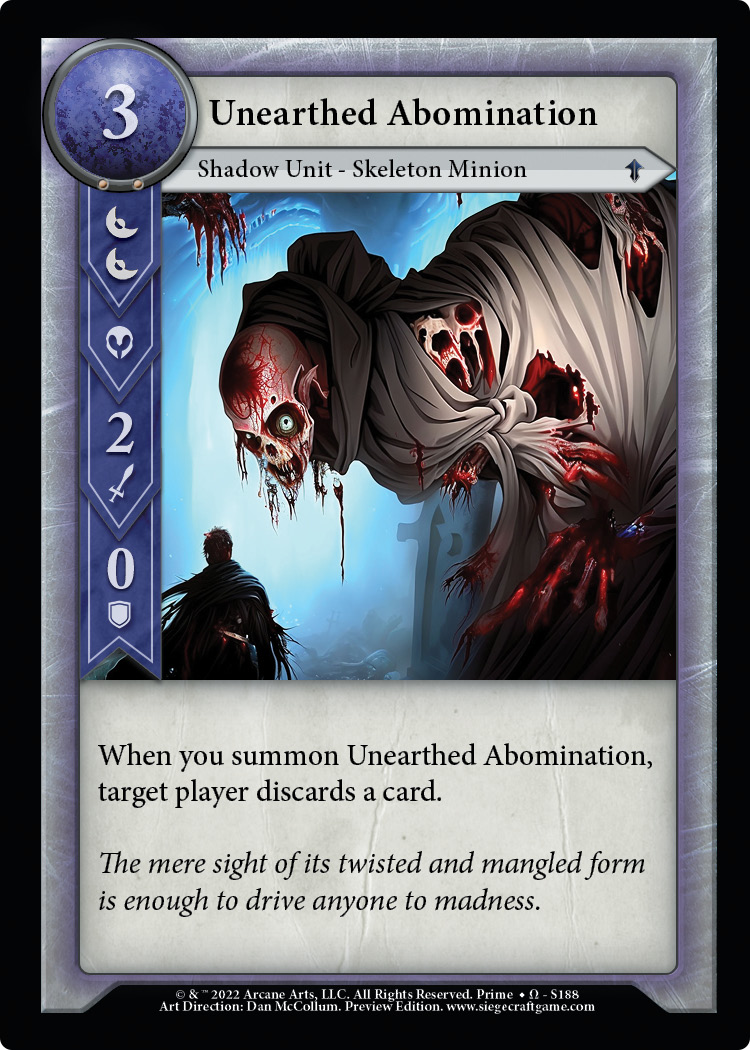 3
Unearthed Abomination
Shadow Unit - Skeleton Minion
2
0
When you summon Unearthed Abomination,
target player discards a card.
The mere sight of its twisted and mangled form
is enough to drive anyone to madness.
© & ™ 2022 Arcane Arts, LLC. All Rights Reserved. Prime ⬥ Ω - S188
Art Direction: Dan McCollum. Preview Edition. www.siegecraftgame.com